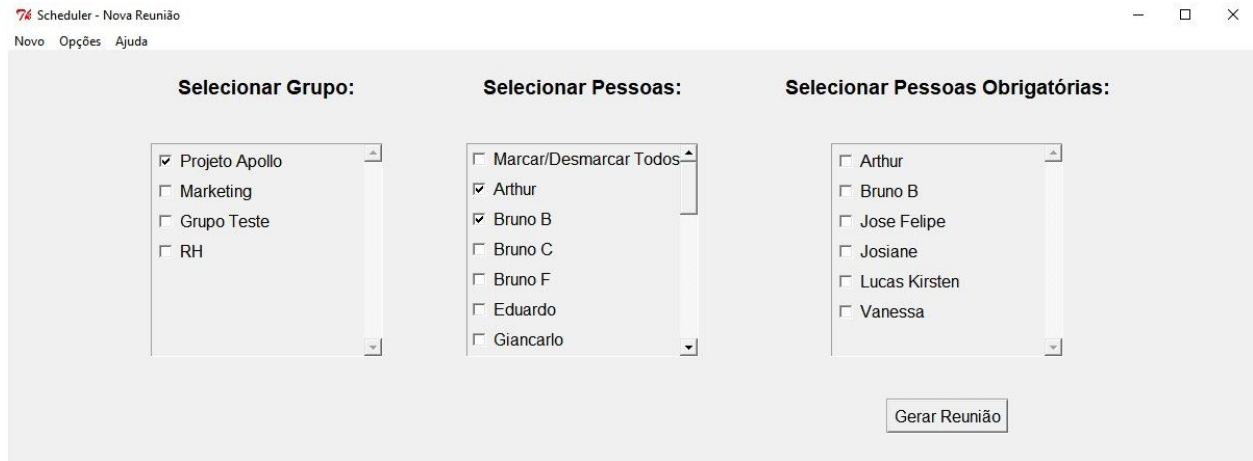 Scheduler - Nova Reunião
Novo Opções Ajuda
Selecionar Grupo:
Projeto Apollo
Marketing
Grupo Teste
RH
Selecionar Pessoas:
Marcar/Desmarcar Todos
Arthur
Bruno B
Bruno C
Bruno F
Eduardo
Giancarlo
Selecionar Pessoas Obrigatórias:
Arthur
Bruno B
Jose Felipe
Josiane
Lucas Kirsten
Vanessa
Gerar Reunião